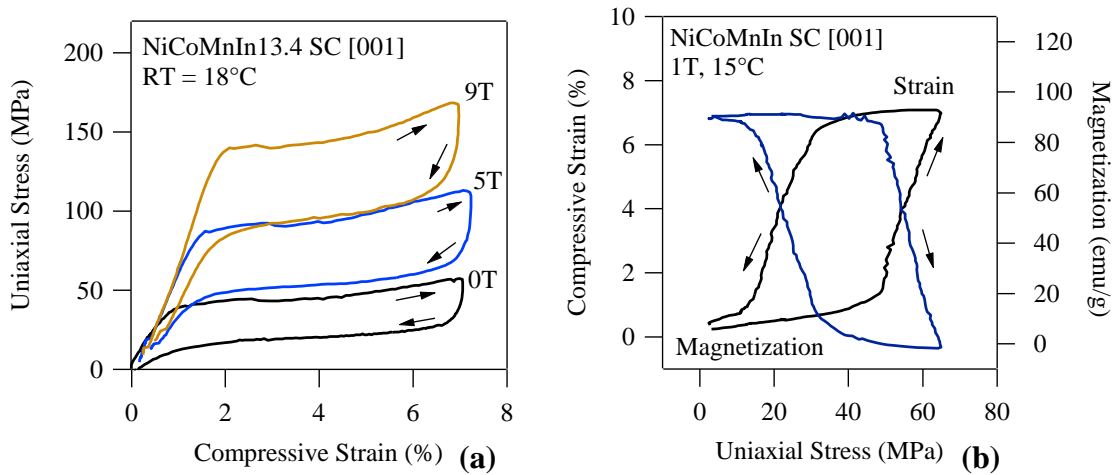 NiCoMnIn13.4 SC [001]
RT = 18°C
9T
5T
0T
200
150
100
50
0
Uniaxial Stress (MPa)
0 2 4 6 8
Compressive Strain (%) (a)
NiCoMnIn SC [001]
1T, 15°C
Strain
Magnetization
10
8
6
4
2
0
Compressive Strain (%)
120
100
80
60
40
20
0
Magnetization (emu/g)
0 20 40 60 80
Uniaxial Stress (MPa) (b)